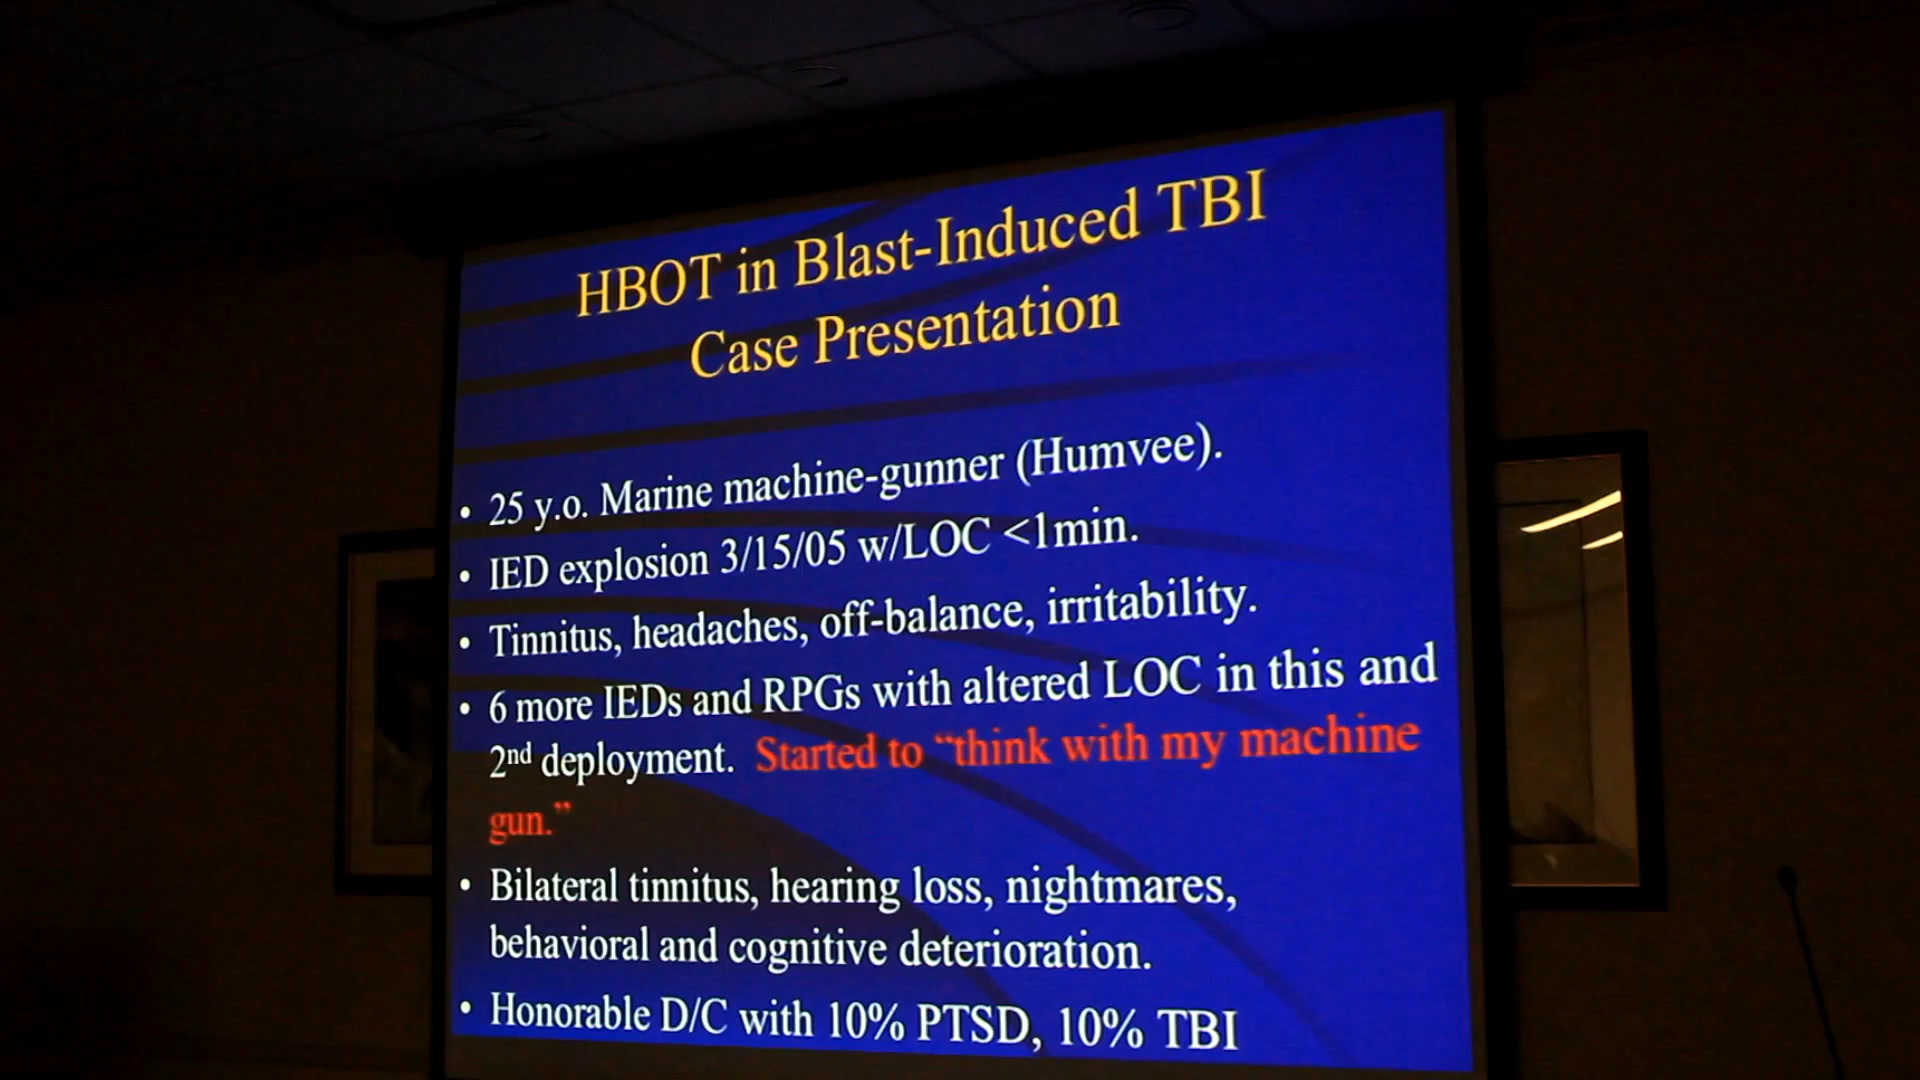 HBOT in Blast-Induced TBI
Case Presentation
• 25 y.o. Marine machine-gunner (Humvee).
• IED explosion 3/15/05 w/LOC <1min.
• Tinnitus, headaches, off-balance, irritability.
• 6 more IEDs and RPGs with altered LOC in this and
2nd deployment. Started to “think with my machine
gun.”
• Bilateral tinnitus, hearing loss, nightmares,
behavioral and cognitive deterioration.
• Honorable D/C with 10% PTSD, 10% TBI